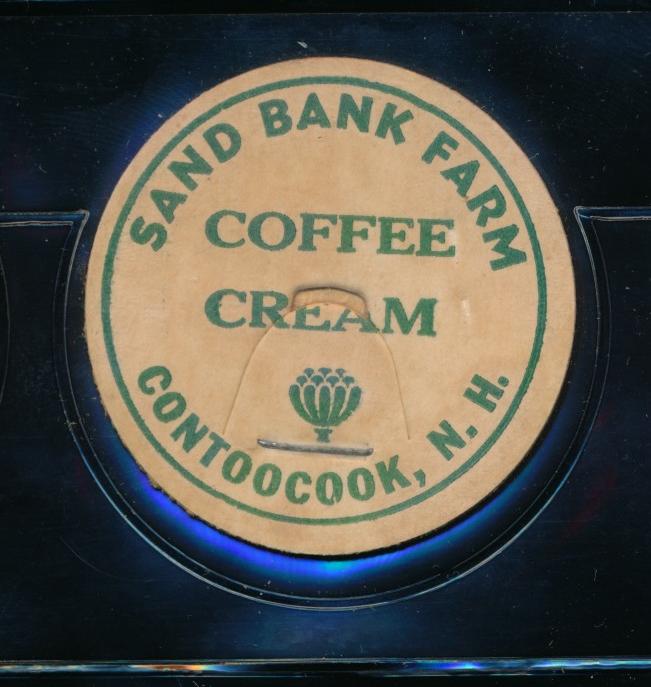 SAND BANK FARM
COFFEE
CREAM
CONTOOCOOK, N. H.